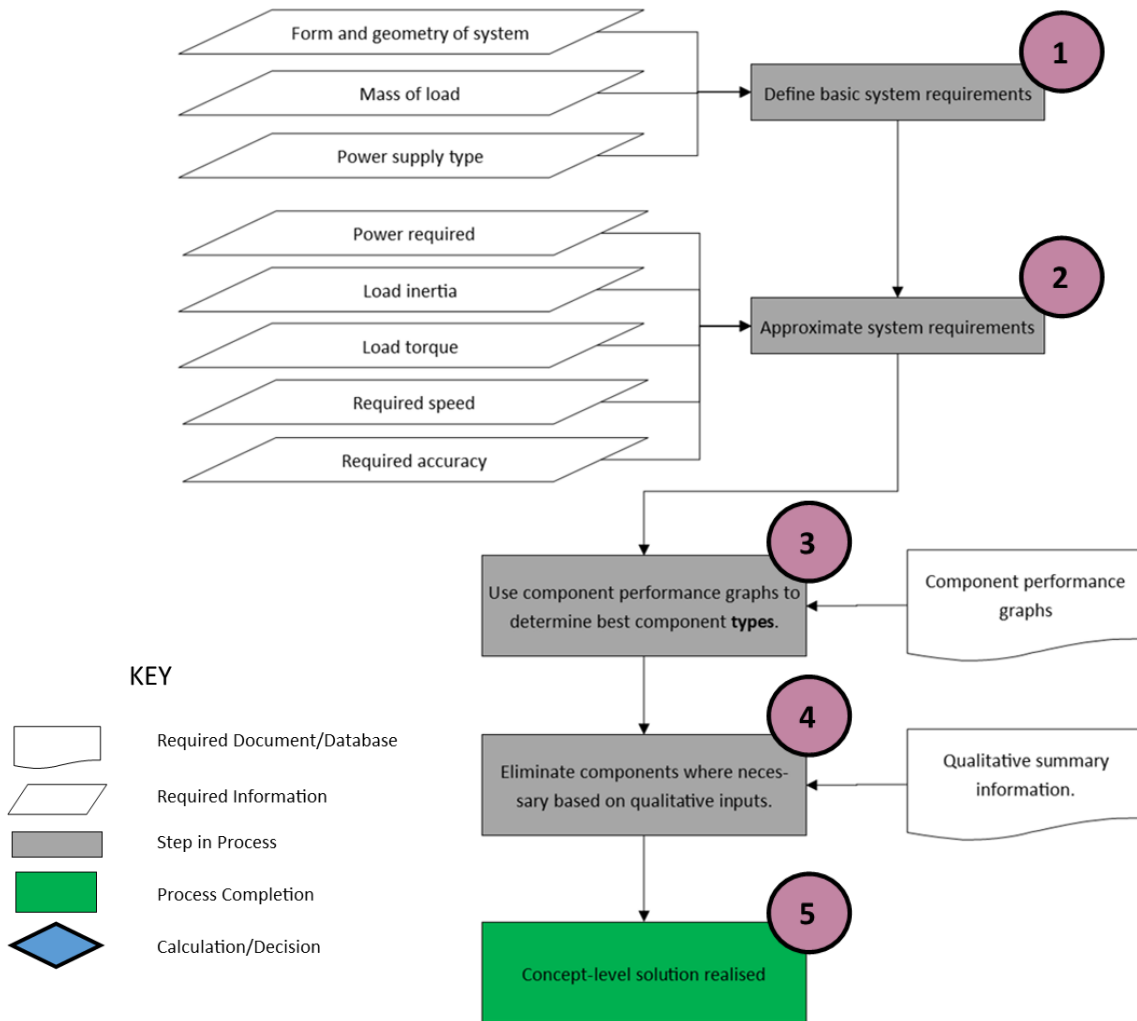 Form and geometry of system
Mass of load
Power supply type
1
Define basic system requirements
Power required
Load inertia
Load torque
Required speed
Required accuracy
2
Approximate system requirements
3
Use component performance graphs to
determine best component types.
Component performance
graphs
4
Eliminate components where neces-
sary based on qualitative inputs.
Qualitative summary
information.
5
Concept-level solution realised
KEY
Required Document/Database
Required Information
Step in Process
Process Completion
Calculation/Decision